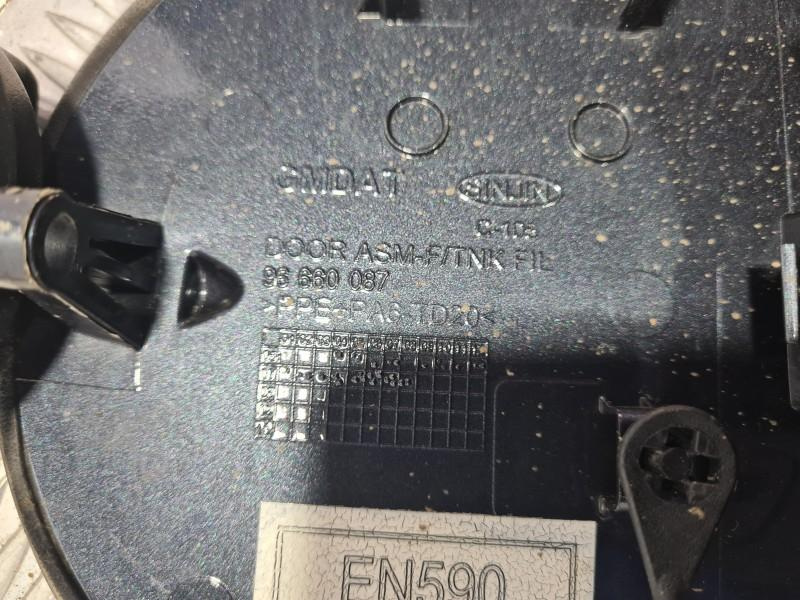 GMDAT
SINJIN
DOOR ASM-F/TNK FIL
96 660 087
>PPE+PA6-TD20<
EN590